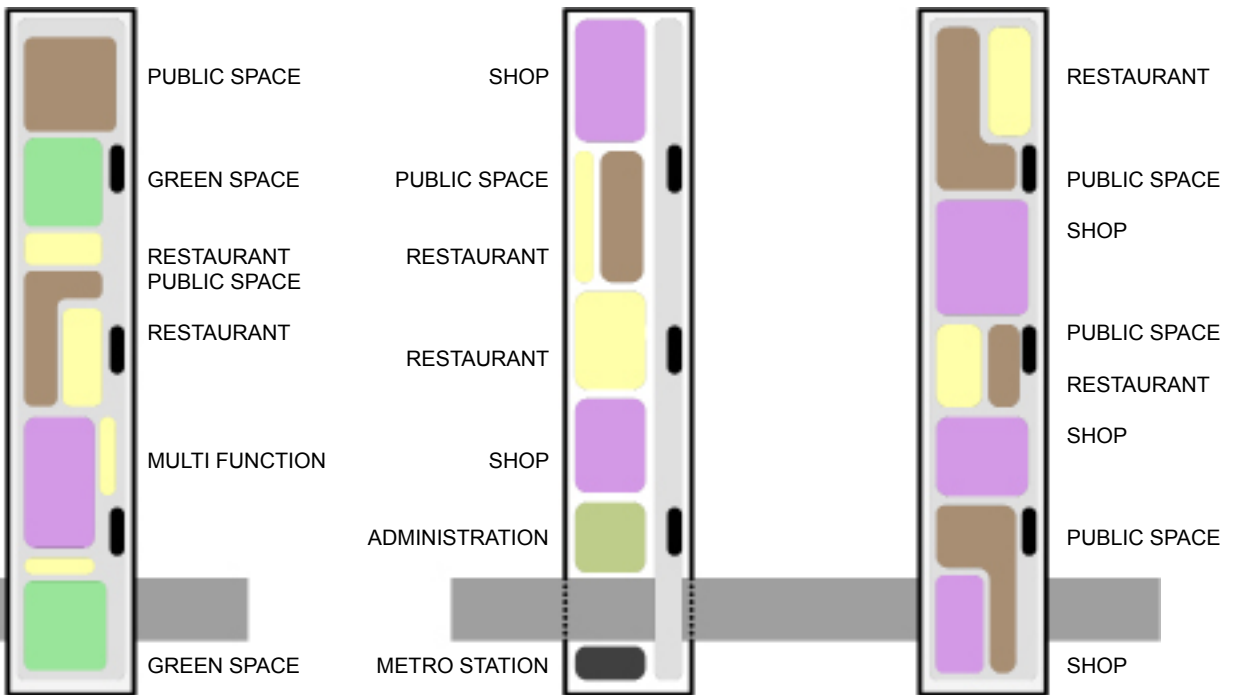 PUBLIC SPACE
GREEN SPACE
RESTAURANT
PUBLIC SPACE
RESTAURANT
MULTI FUNCTION
GREEN SPACE
SHOP
PUBLIC SPACE
RESTAURANT
RESTAURANT
SHOP
ADMINISTRATION
METRO STATION
RESTAURANT
PUBLIC SPACE
SHOP
PUBLIC SPACE
RESTAURANT
SHOP
PUBLIC SPACE
SHOP